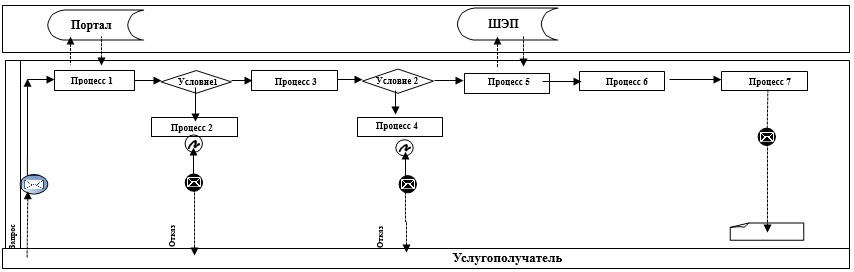 Портал
ШЭП
Процесс 1
Условие1
Процесс 3
Условие 2
Процесс 5
Процесс 6
Процесс 7
Процесс 2
Процесс 4
Запрос
Отказ
Отказ
Услугополучатель